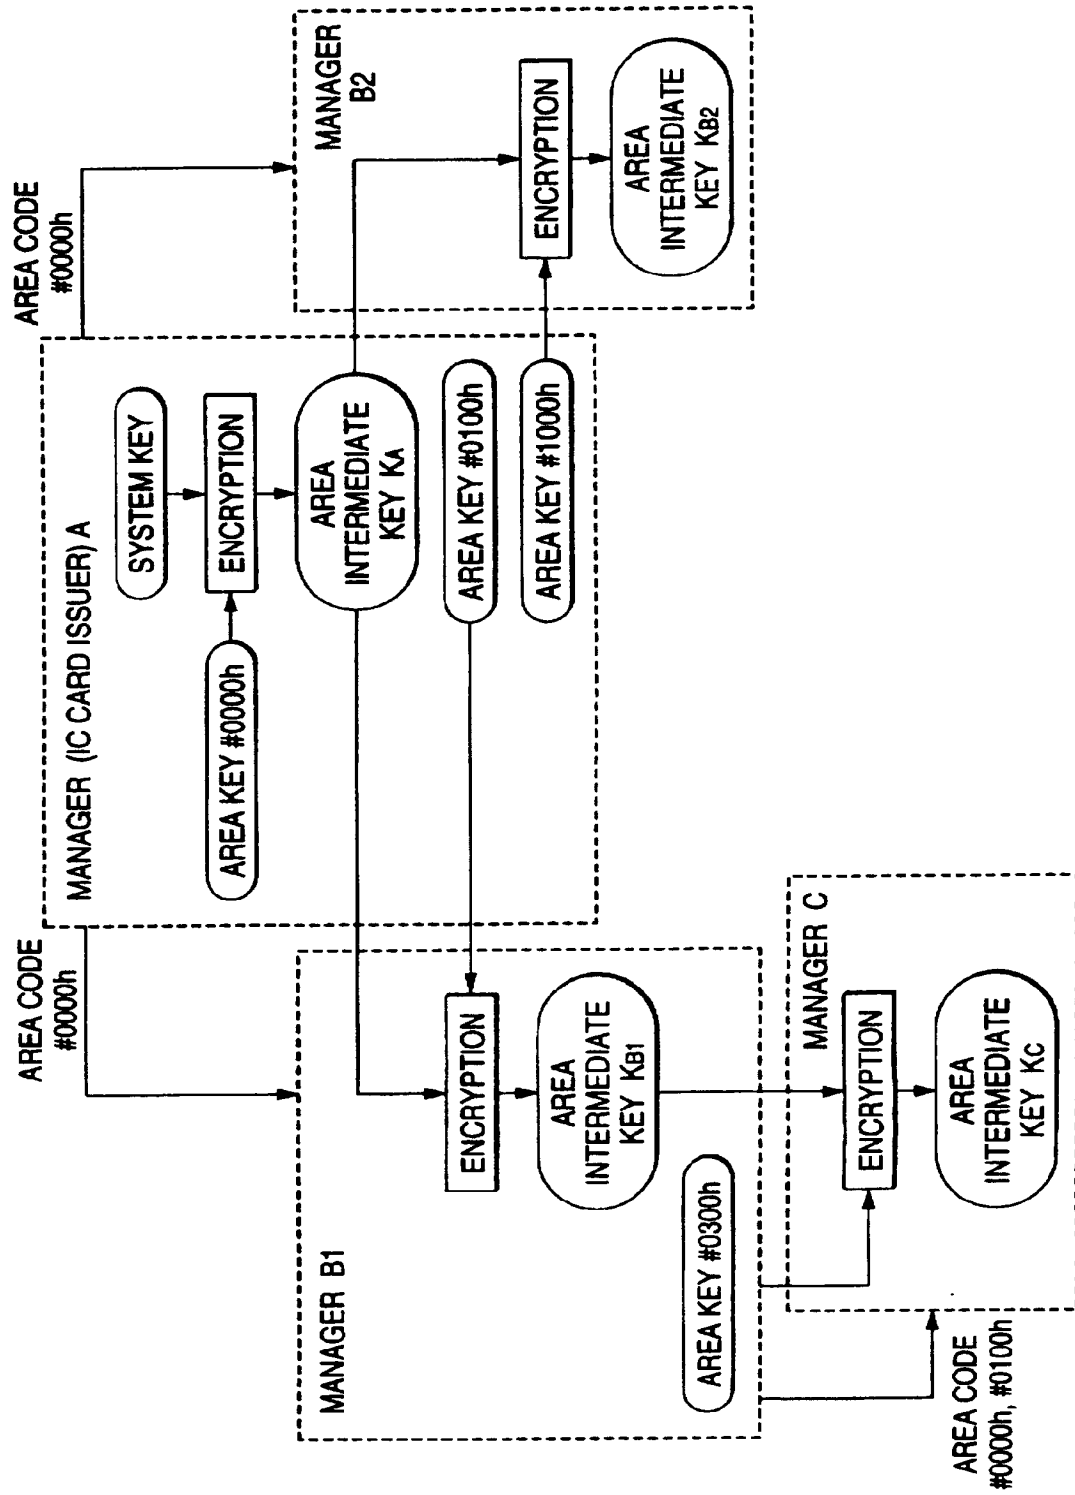 AREA CODE
#0000h
MANAGER (IC CARD ISSUER) A
SYSTEM KEY
AREA KEY #0000h
ENCRYPTION
AREA
INTERMEDIATE
KEY KA
AREA KEY #0100h
AREA KEY #1000h
AREA CODE
#0000h
MANAGER B1
ENCRYPTION
AREA
INTERMEDIATE
KEY KB1
AREA KEY #0300h
MANAGER
B2
ENCRYPTION
AREA
INTERMEDIATE
KEY KB2
AREA CODE
#0000h, #0100h
MANAGER C
ENCRYPTION
AREA
INTERMEDIATE
KEY KC